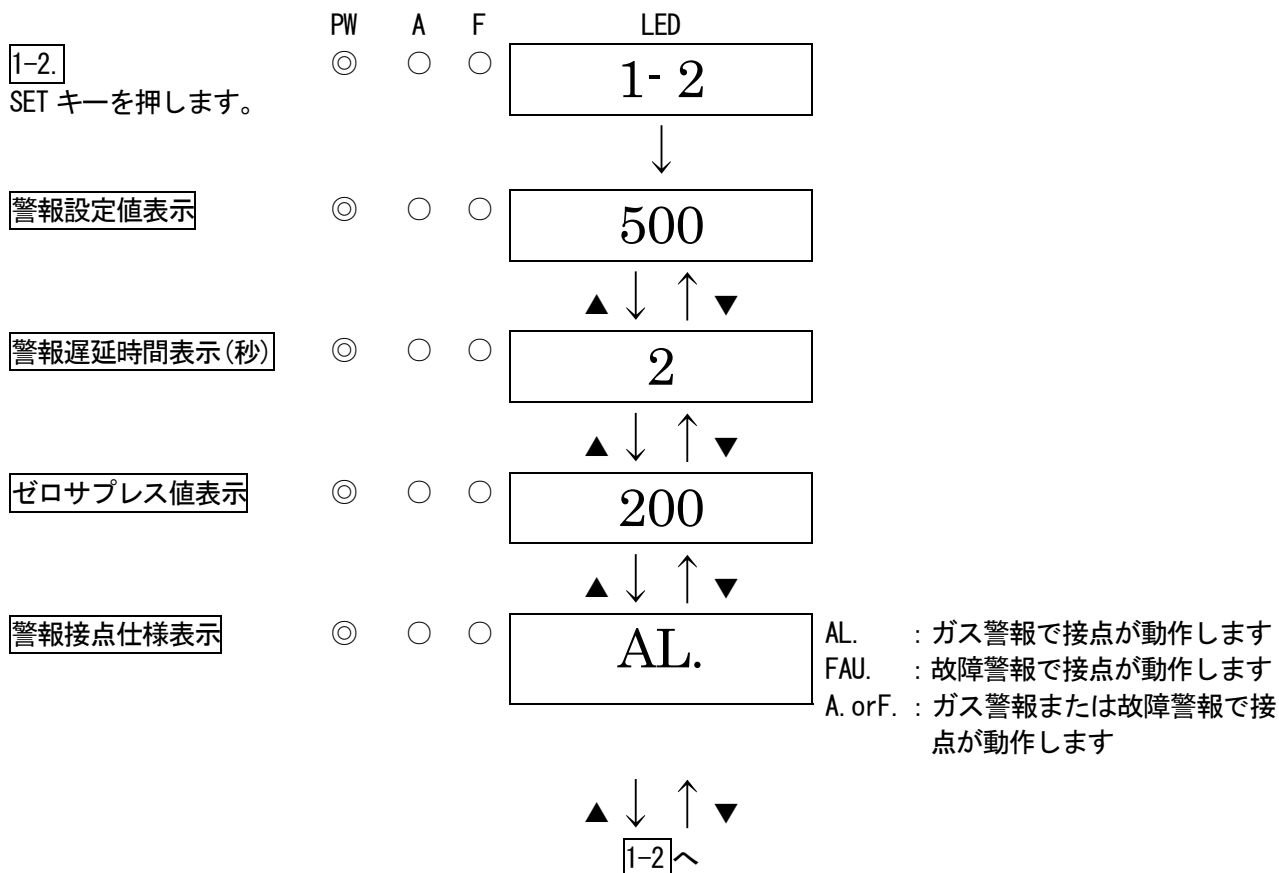 PW A F LED
1-2. ◎ ○ ○ 1- 2
SET キーを押します。
↓
警報設定値表示 ◎ ○ ○ 500
▲ ↓ ↑ ▼
警報遅延時間表示(秒) ◎ ○ ○ 2
▲ ↓ ↑ ▼
ゼロサプレス値表示 ◎ ○ ○ 200
▲ ↓ ↑ ▼
警報接点仕様表示 ◎ ○ ○ AL.
AL. : ガス警報で接点が動作します
FAU. : 故障警報で接点が動作します
A.orF. : ガス警報または故障警報で接
点が動作します
▲ ↓ ↑ ▼
1-2 へ